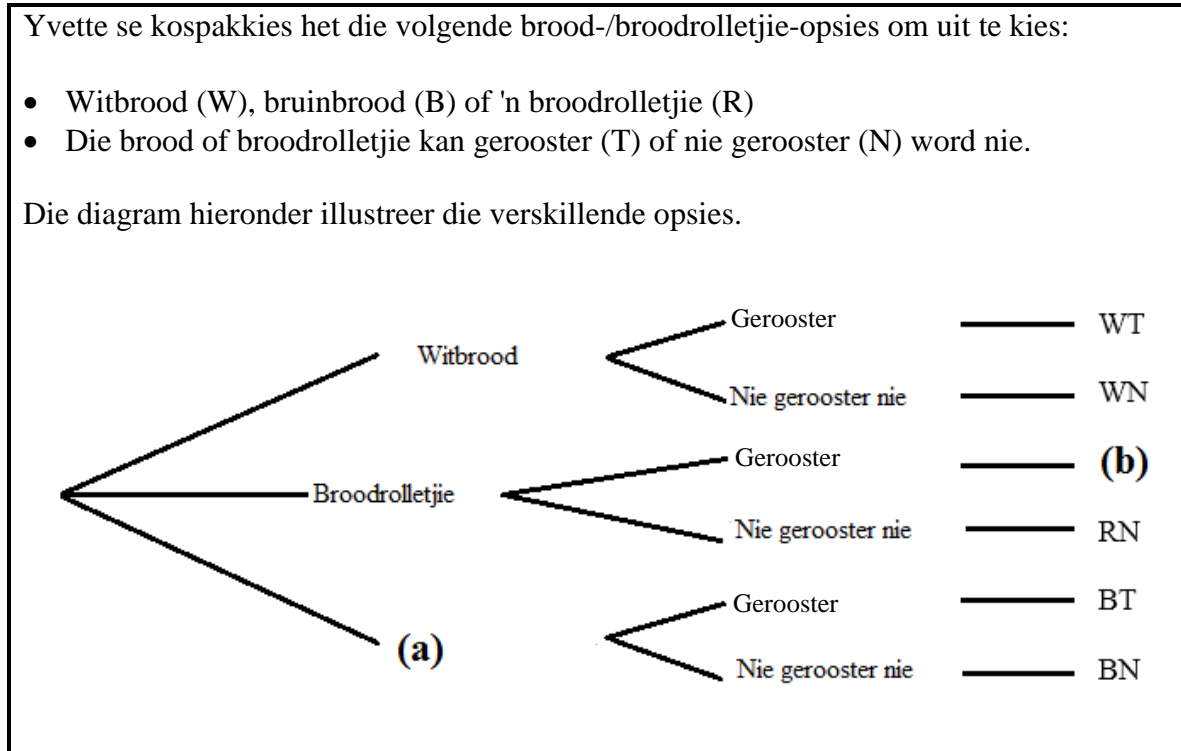 Yvette se kospakkies het die volgende brood-/broodrolletjie-opsies om uit te kies:
• Witbrood (W), bruinbrood (B) of 'n broodrolletjie (R)
• Die brood of broodrolletjie kan gerooster (T) of nie gerooster (N) word nie.
Die diagram hieronder illustreer die verskillende opsies.
Gerooster WT
Witbrood
Nie gerooster nie WN
Gerooster (b)
Broodrolletjie
Nie gerooster nie RN
Gerooster BT
(a)
Nie gerooster nie BN